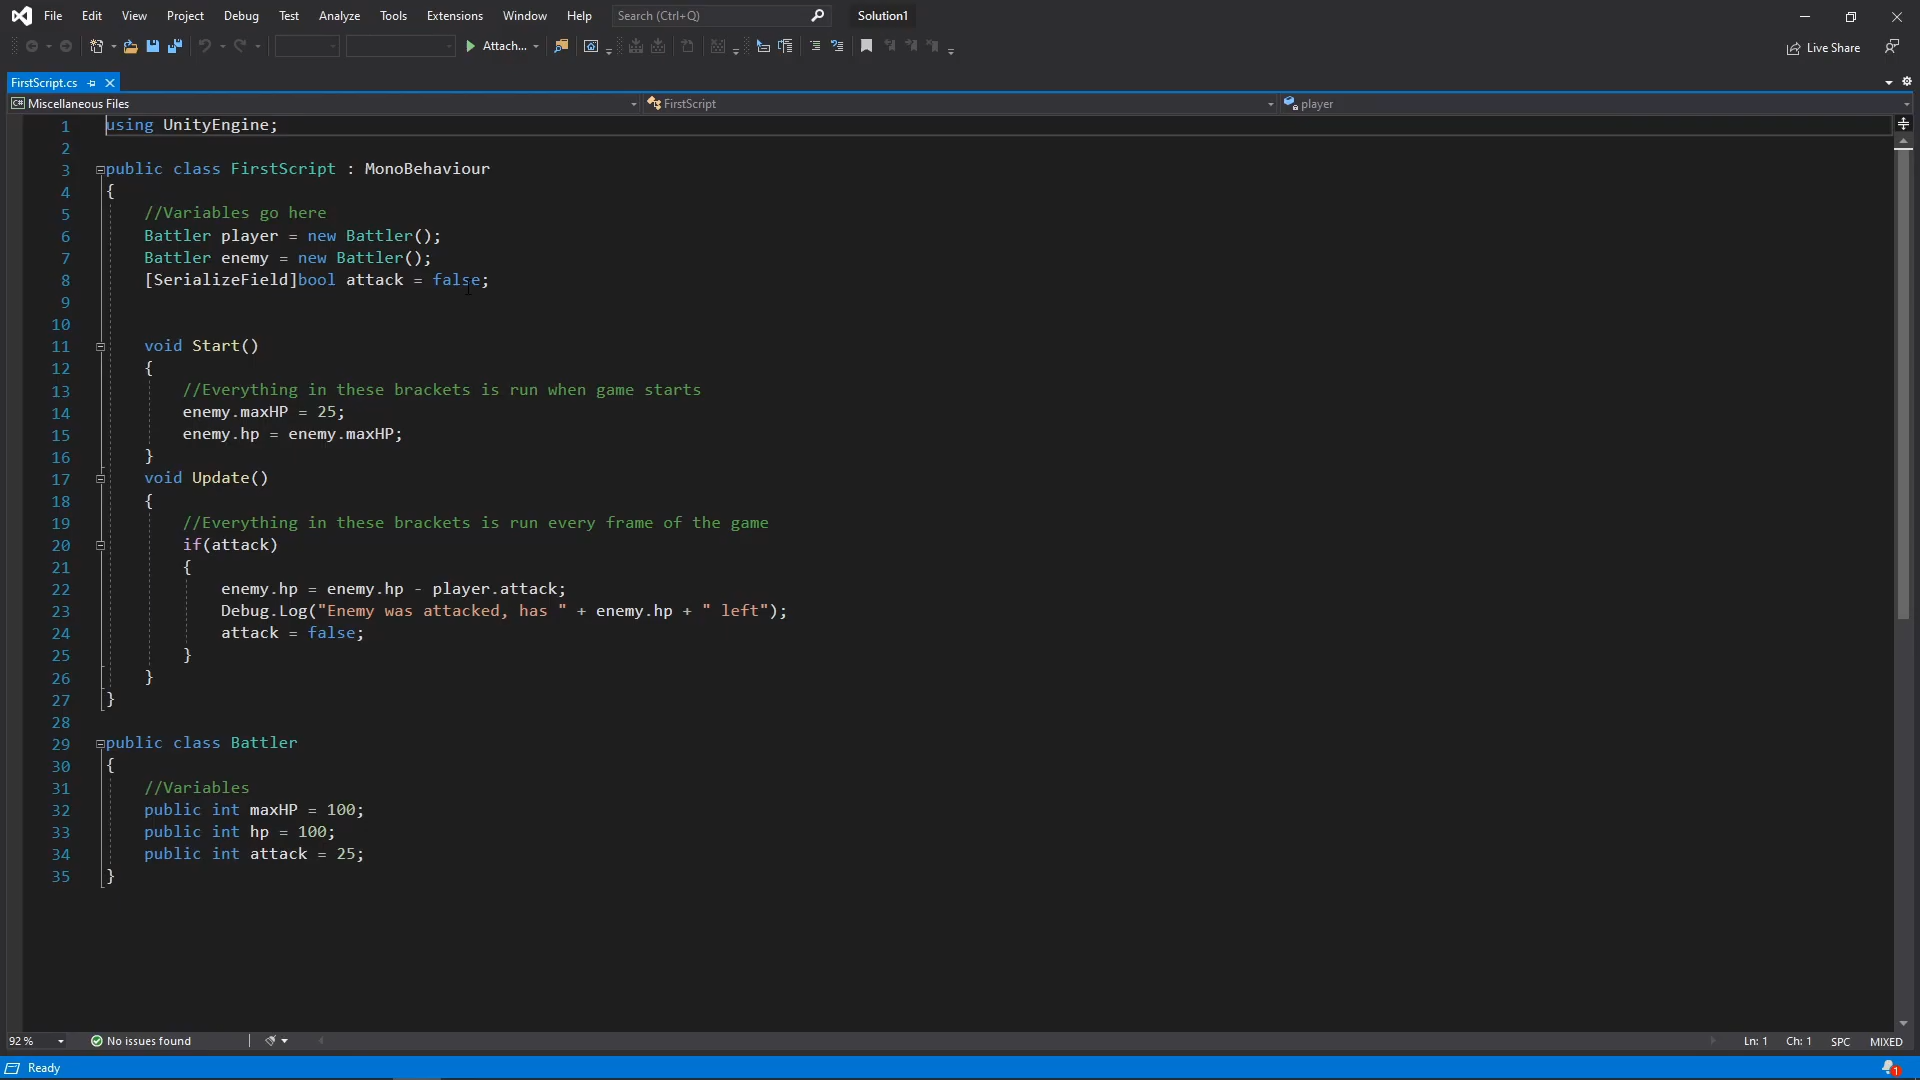 File Edit View Project Debug Test Analyze Tools Extensions Window Help Search (Ctrl+Q) Solution1
Attach... Live Share
FirstScript.cs
Miscellaneous Files FirstScript player
1 using UnityEngine;
2
3 public class FirstScript : MonoBehaviour
4 {
5 //Variables go here
6 Battler player = new Battler();
7 Battler enemy = new Battler();
8 [SerializeField]bool attack = false;
9
10
11 void Start()
12 {
13 //Everything in these brackets is run when game starts
14 enemy.maxHP = 25;
15 enemy.hp = enemy.maxHP;
16 }
17 void Update()
18 {
19 //Everything in these brackets is run every frame of the game
20 if(attack)
21 {
22 enemy.hp = enemy.hp - player.attack;
23 Debug.Log("Enemy was attacked, has " + enemy.hp + " left");
24 attack = false;
25 }
26 }
27 }
28
29 public class Battler
30 {
31 //Variables
32 public int maxHP = 100;
33 public int hp = 100;
34 public int attack = 25;
35 }
92 % No issues found Ln: 1 Ch: 1 SPC MIXED
Ready 1